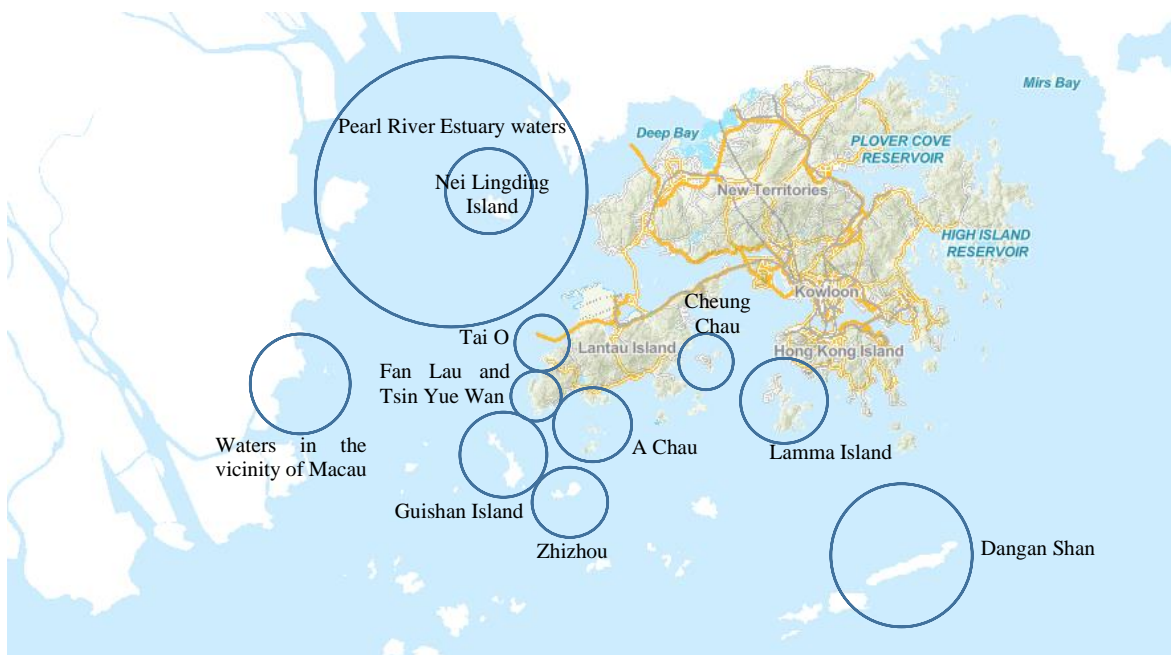 Mirs Bay
Pearl River Estuary waters
Deep Bay
PLOVER COVE
RESERVOIR
Nei Lingding
Island
New Territories
HIGH ISLAND
RESERVOIR
Kowloon
Cheung
Chau
Tai O
Lantau Island
Hong Kong Island
Fan Lau and
Tsin Yue Wan
Waters in the
vicinity of Macau
A Chau
Lamma Island
Guishan Island
Zhizhou
Dangan Shan